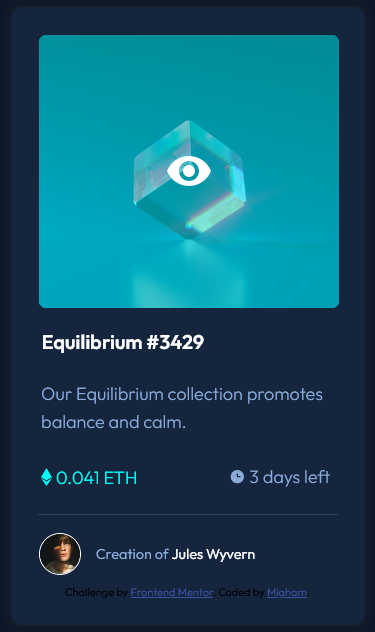 Equilibrium #3429
Our Equilibrium collection promotes
balance and calm.
0.041 ETH 3 days left
Creation of Jules Wyvern
Challenge by Frontend Mentor. Coded by Migham.